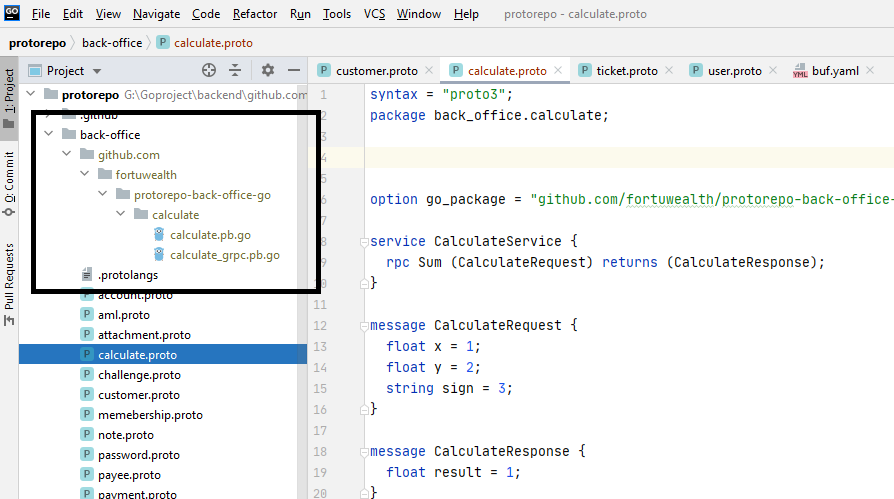 GO File Edit View Navigate Code Refactor Run Tools VCS Window Help protorepo - calculate.proto
protorepo back-office calculate.proto
1: Project
0: Commit
Pull Requests
Project
protorepo G:\Goproject\backend\github.com
.github
back-office
github.com
fortuwealth
protorepo-back-office-go
calculate
calculate.pb.go
calculate_grpc.pb.go
.protolangs
account.proto
aml.proto
attachment.proto
calculate.proto
challenge.proto
customer.proto
memebership.proto
note.proto
password.proto
payee.proto
payment.proto
customer.proto calculate.proto ticket.proto user.proto YML buf.yaml
1 syntax = "proto3";
2 package back_office.calculate;
3
4
6 option go_package = "github.com/fortuwealth/protorepo-back-office-
8 service CalculateService {
9 rpc Sum (CalculateRequest) returns (CalculateResponse);
10 }
11
12 message CalculateRequest {
13 float x = 1;
14 float y = 2;
15 string sign = 3;
16 }
17
18 message CalculateResponse {
19 float result = 1;
20 }